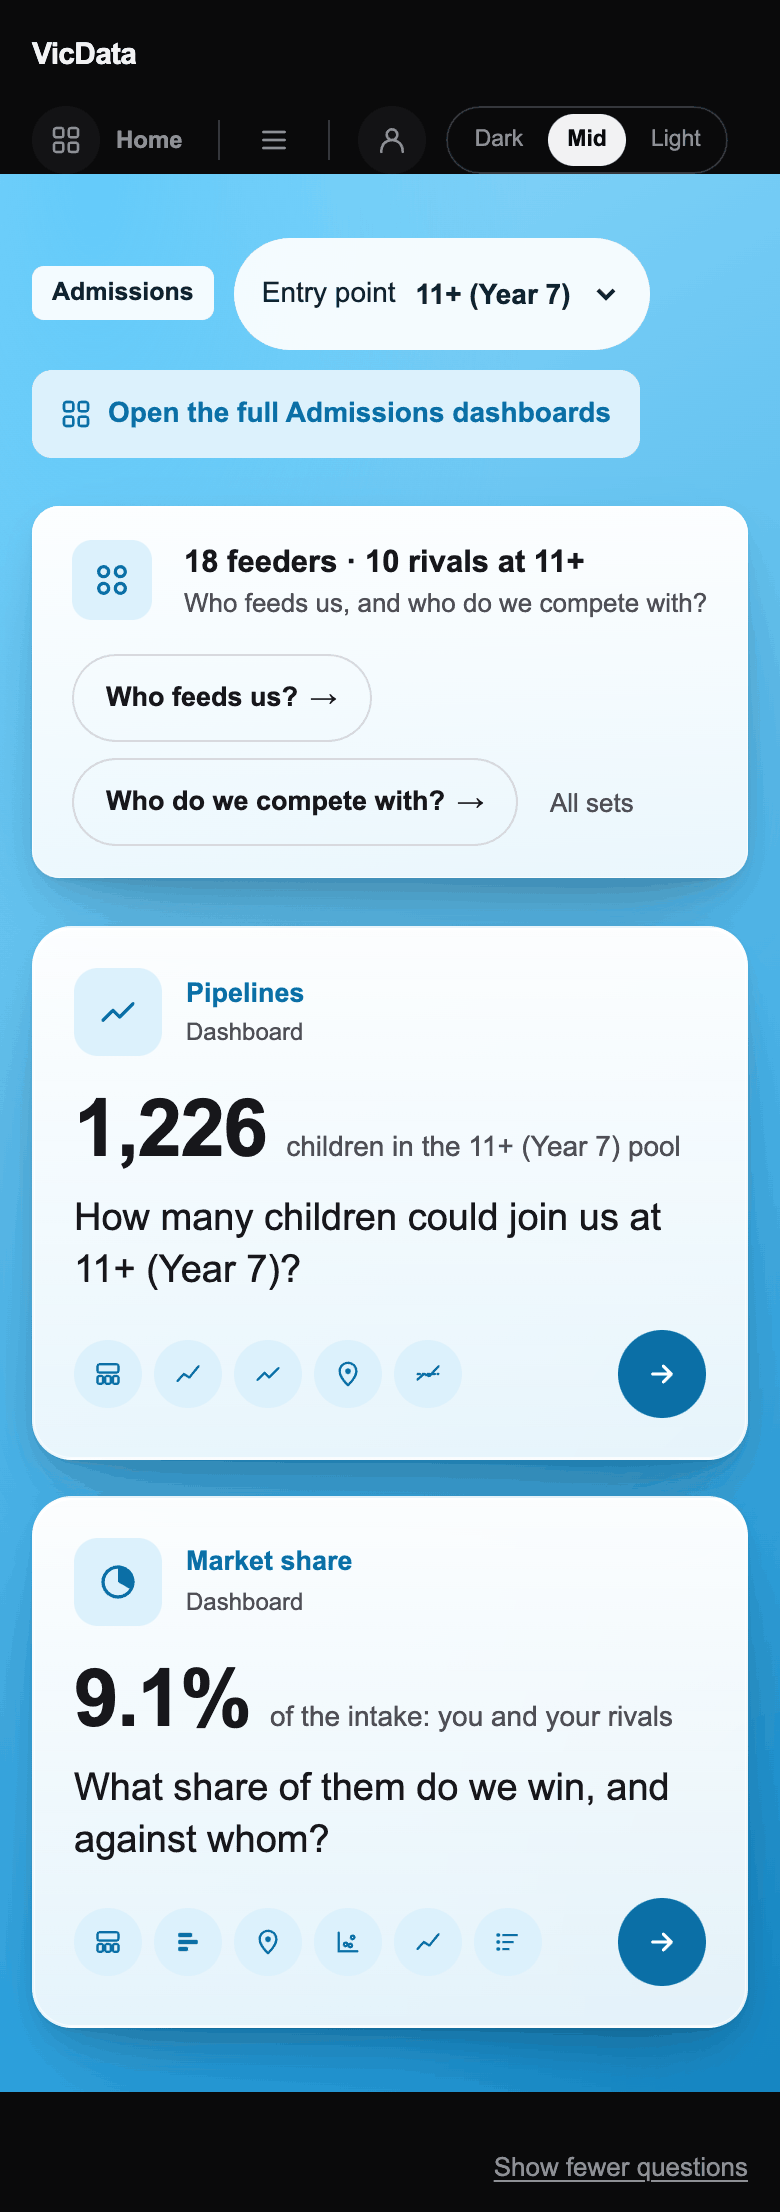 VicData
Home
Dark Mid Light
Admissions
Entry point 11+ (Year 7)
Open the full Admissions dashboards
18 feeders · 10 rivals at 11+
Who feeds us, and who do we compete with?
Who feeds us? →
Who do we compete with? →
All sets
Pipelines
Dashboard
1,226 children in the 11+ (Year 7) pool
How many children could join us at
11+ (Year 7)?
Market share
Dashboard
9.1% of the intake: you and your rivals
What share of them do we win, and
against whom?
Show fewer questions